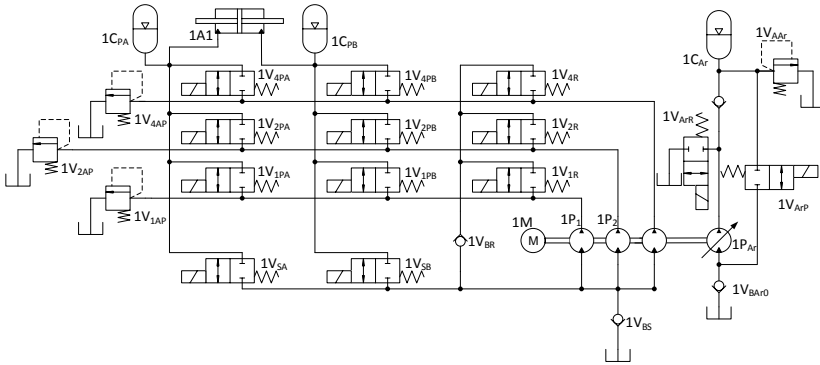 1C_PA
1A1
1C_PB
1C_Ar
1V_AAr
1V_4PA
1V_4PB
1V_4R
1V_4AP
1V_ArR
1V_2PA
1V_2PB
1V_2R
1V_2AP
1V_1PA
1V_1PB
1V_1R
1V_ArP
1V_1AP
1M
1P_1
1P_2
1V_BR
1P_Ar
1V_SA
1V_SB
1V_BAr0
1V_BS